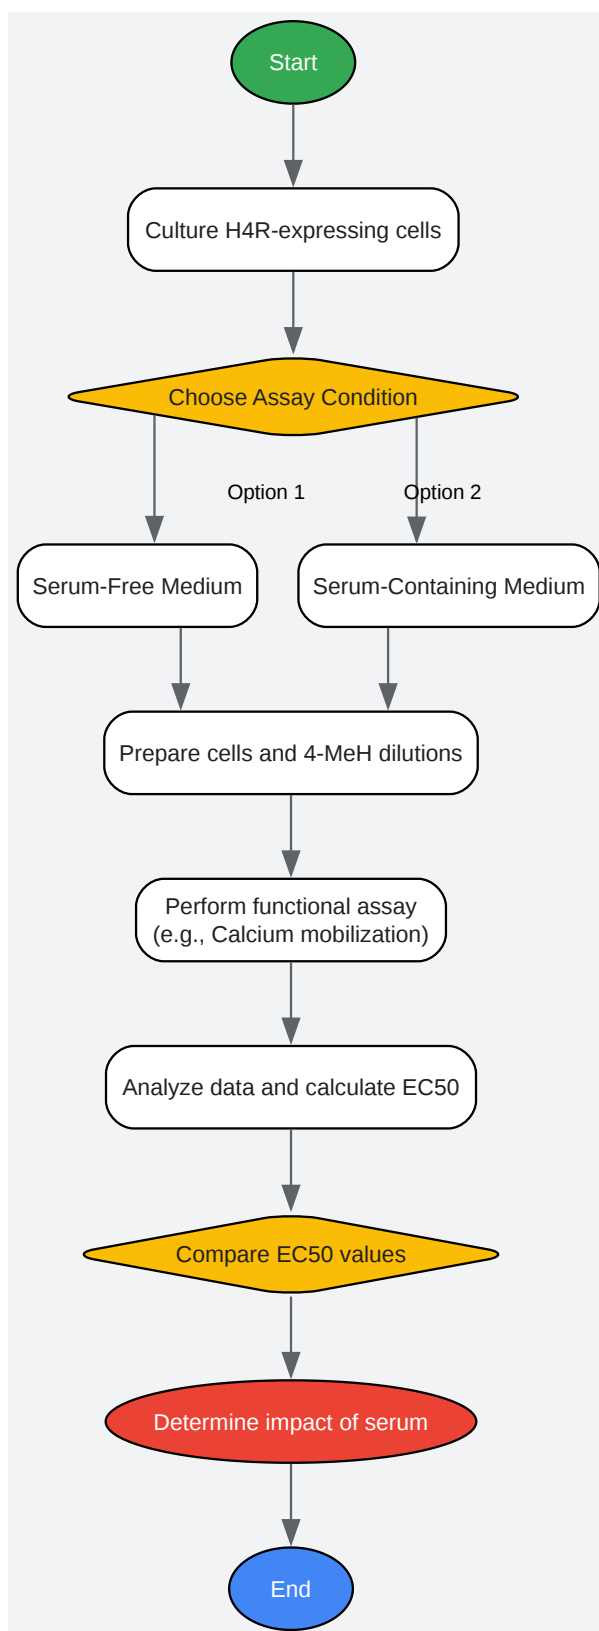 Start
Culture H4R-expressing cells
Choose Assay Condition
Option 1
Option 2
Serum-Free Medium
Serum-Containing Medium
Prepare cells and 4-MeH dilutions
Perform functional assay
(e.g., Calcium mobilization)
Analyze data and calculate EC50
Compare EC50 values
Determine impact of serum
End